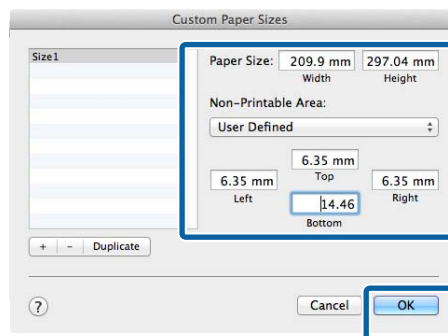 Custom Paper Sizes
Size1
Paper Size: 209.9 mm 297.04 mm
Width Height
Non-Printable Area:
User Defined
6.35 mm
Top
6.35 mm 6.35 mm
Left Right
14.46
Bottom
+ - Duplicate
? Cancel OK